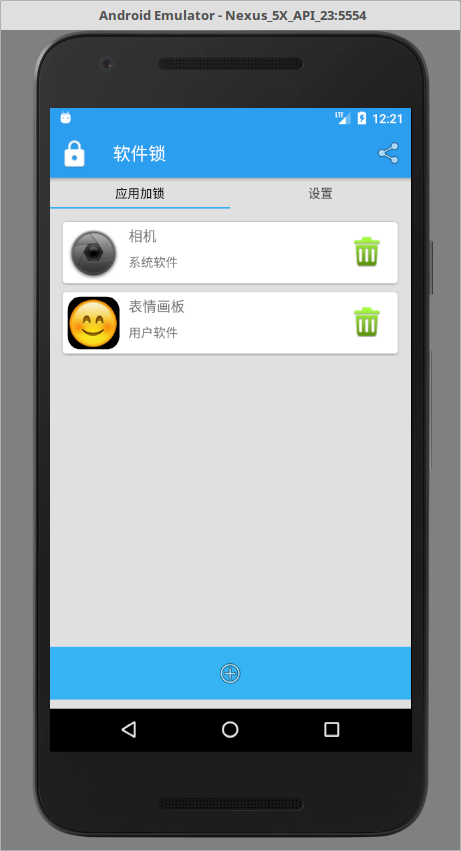 Android Emulator - Nexus_5X_API_23:5554
LTE 12:21
软件锁
应用加锁 设置
相机
系统软件
表情画板
用户软件